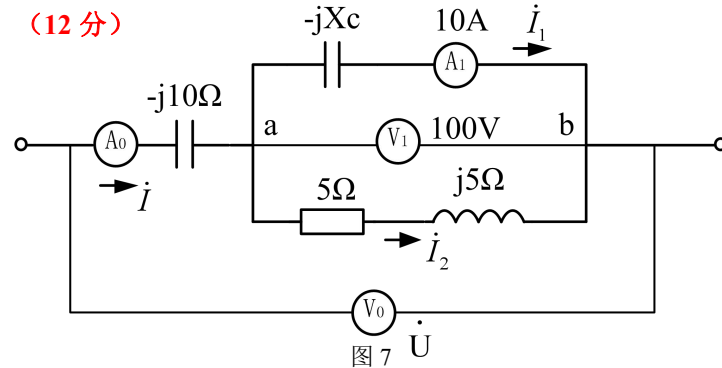 （12 分）
-jXc 10A İ₁
A₁
-j10Ω
a V₁ 100V b
A₀
İ
5Ω j5Ω
İ₂
V₀
U̇
图 7